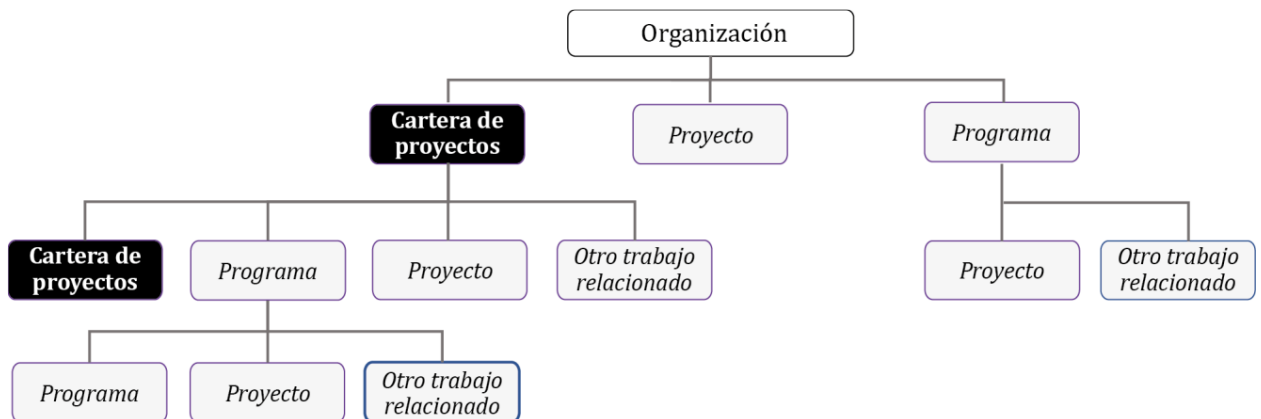 Organización
Cartera de
proyectos
Proyecto
Programa
Cartera de
proyectos
Programa
Proyecto
Otro trabajo
relacionado
Proyecto
Otro trabajo
relacionado
Programa
Proyecto
Otro trabajo
relacionado